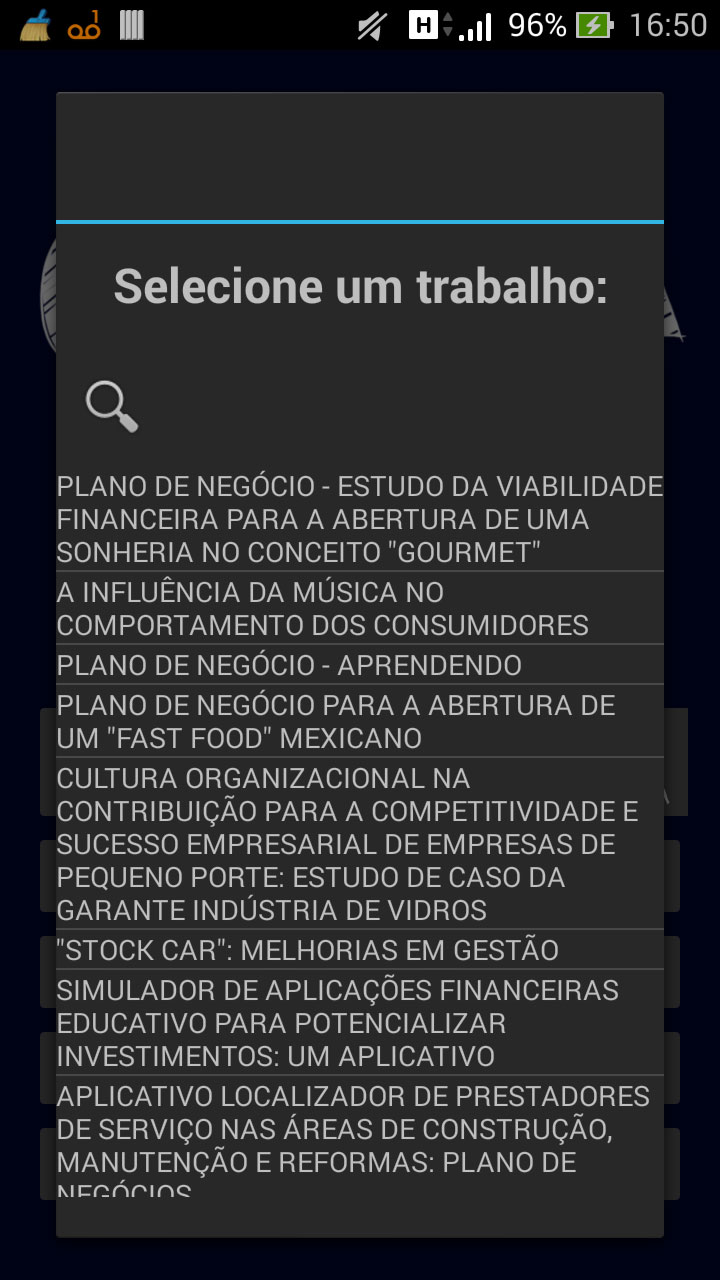 H 96% 16:50
Selecione um trabalho:
PLANO DE NEGÓCIO - ESTUDO DA VIABILIDADE
FINANCEIRA PARA A ABERTURA DE UMA
SONHERIA NO CONCEITO "GOURMET"
A INFLUÊNCIA DA MÚSICA NO
COMPORTAMENTO DOS CONSUMIDORES
PLANO DE NEGÓCIO - APRENDENDO
PLANO DE NEGÓCIO PARA A ABERTURA DE
UM "FAST FOOD" MEXICANO
CULTURA ORGANIZACIONAL NA
CONTRIBUIÇÃO PARA A COMPETITIVIDADE E
SUCESSO EMPRESARIAL DE EMPRESAS DE
PEQUENO PORTE: ESTUDO DE CASO DA
GARANTE INDÚSTRIA DE VIDROS
"STOCK CAR": MELHORIAS EM GESTÃO
SIMULADOR DE APLICAÇÕES FINANCEIRAS
EDUCATIVO PARA POTENCIALIZAR
INVESTIMENTOS: UM APLICATIVO
APLICATIVO LOCALIZADOR DE PRESTADORES
DE SERVIÇO NAS ÁREAS DE CONSTRUÇÃO,
MANUTENÇÃO E REFORMAS: PLANO DE
NEGÓCIOS